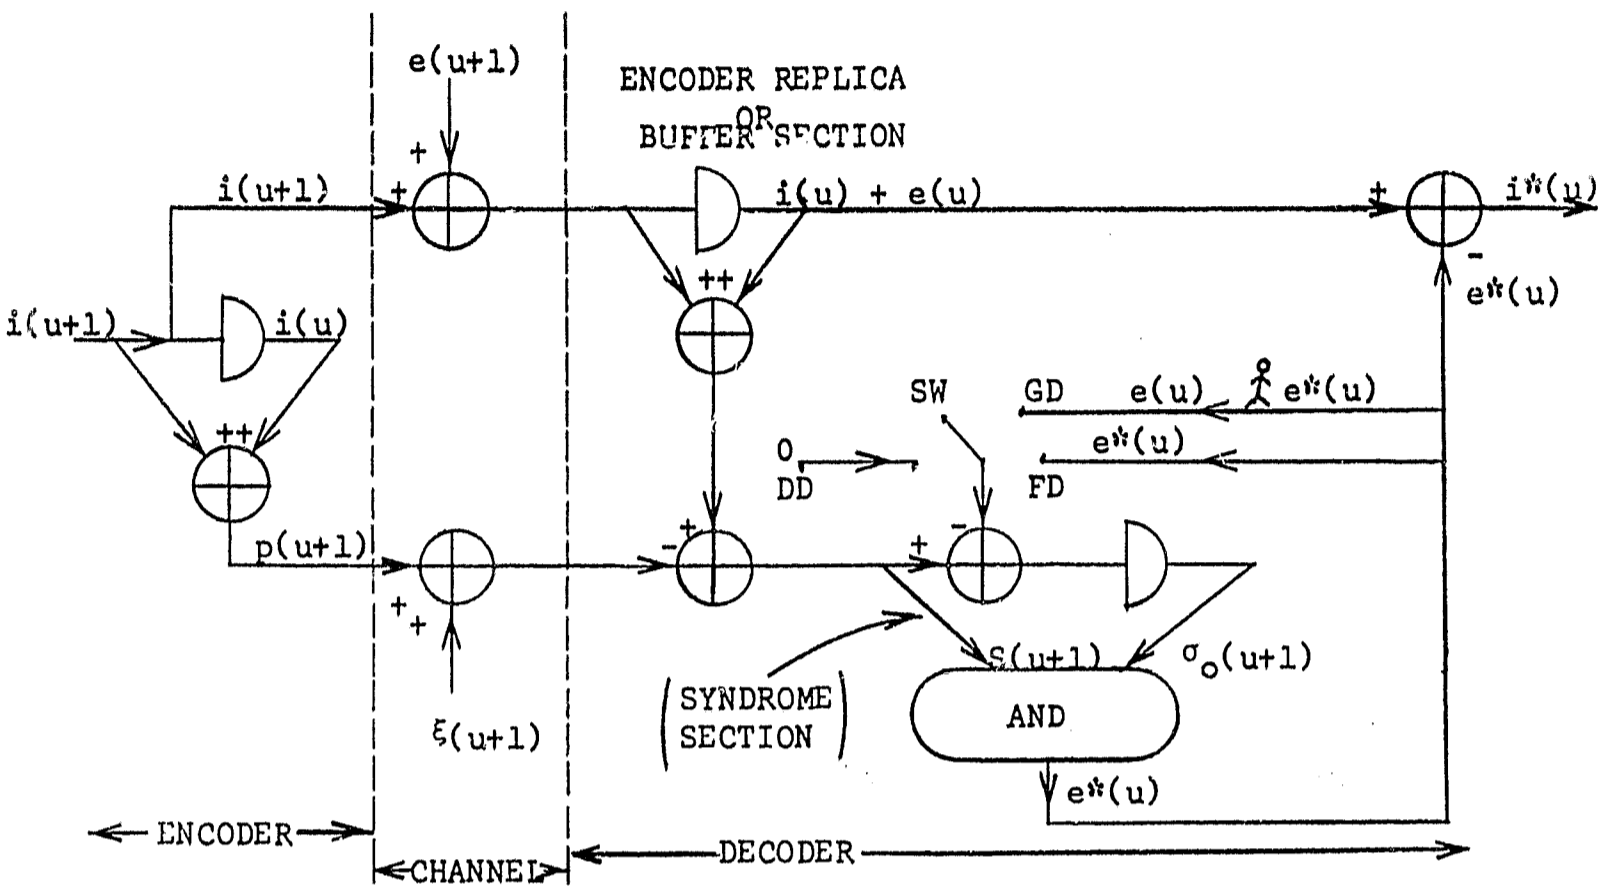 e(u+1)
ENCODER REPLICA
OR
BUFFER SECTION
i(u+1)
+
+
i(u) + e(u)
+
i*(u)
-
e*(u)
i(u+1)
i(u)
++
++
SW
GD
e(u)
e*(u)
e*(u)
0
DD
FD
p(u+1)
+
+
-
+
+
-
S(u+1)
σo(u+1)
(SYNDROME
SECTION)
AND
ξ(u+1)
e*(u)
ENCODER
CHANNEL
DECODER